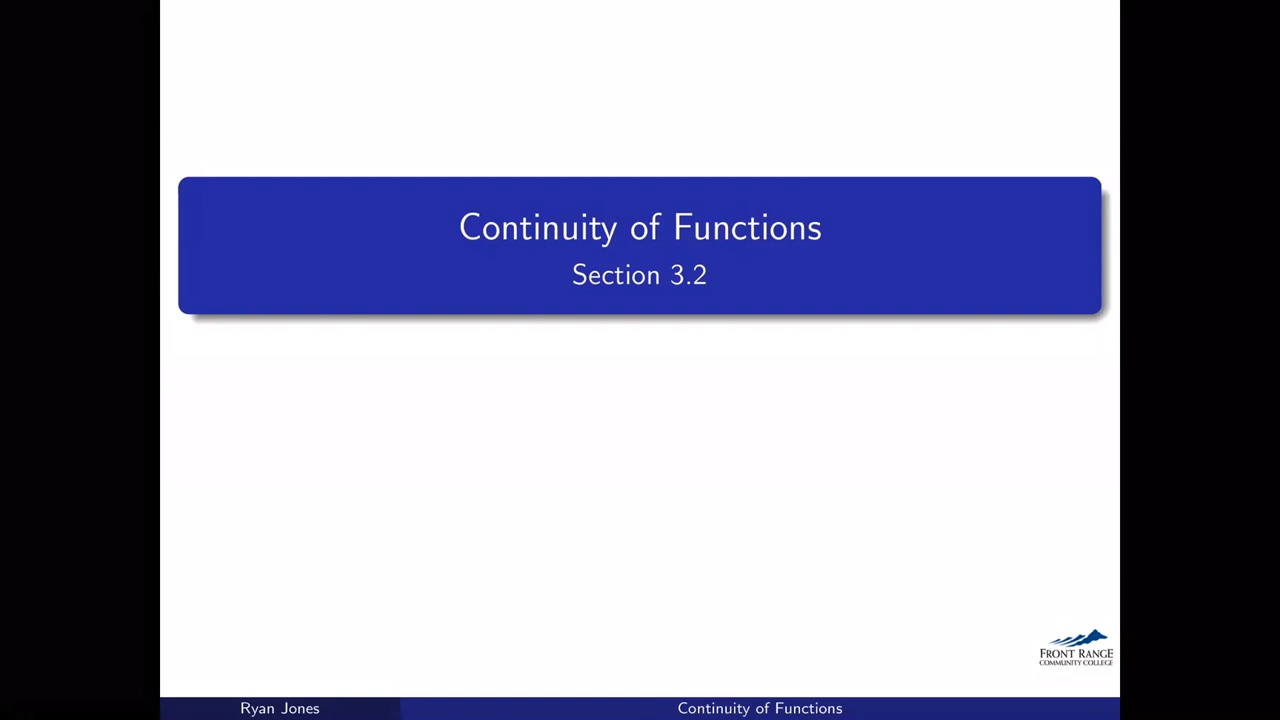 Continuity of Functions
Section 3.2
FRONT RANGE
COMMUNITY COLLEGE
Ryan Jones
Continuity of Functions